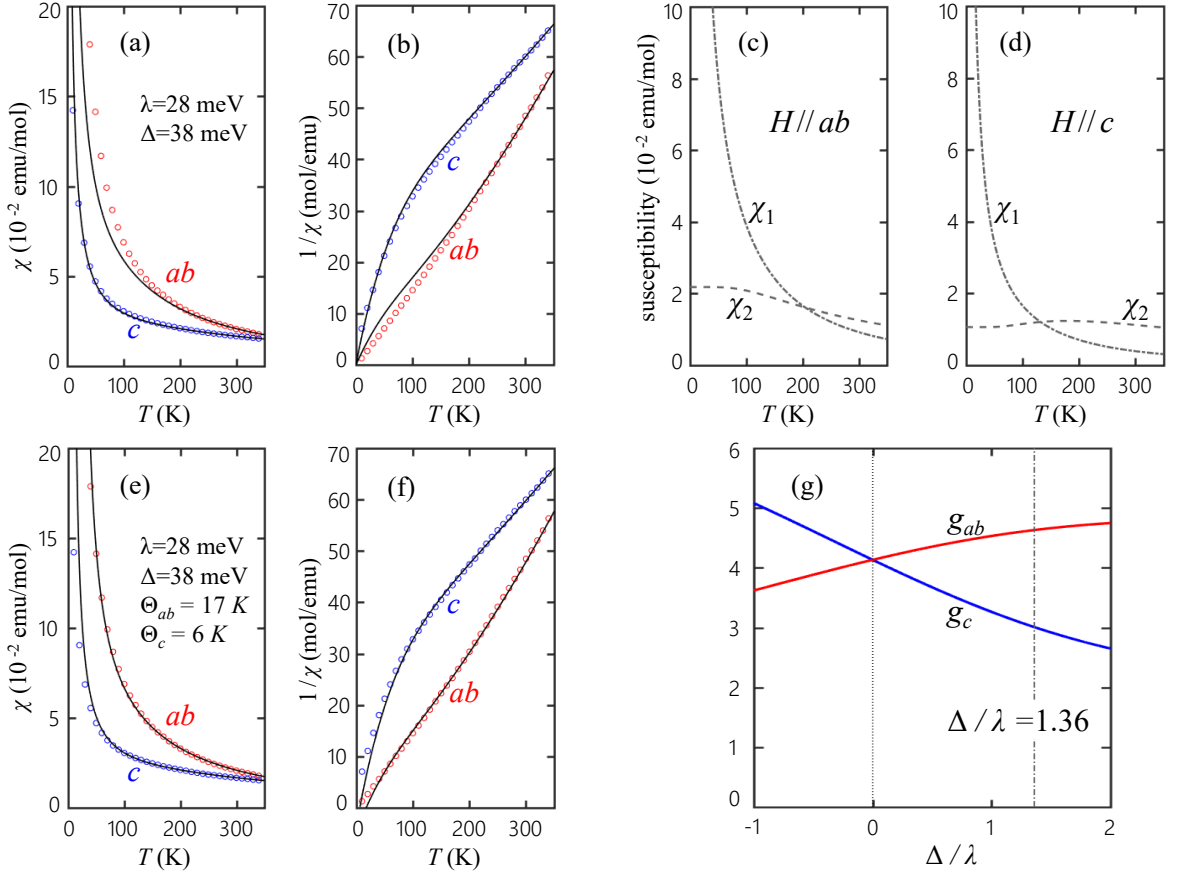 (a)
χ (10⁻² emu/mol)
20
15
10
5
0
λ=28 meV
Δ=38 meV
ab
c
0 100 200 300
T (K)
(b)
1/χ (mol/emu)
70
60
50
40
30
20
10
0
c
ab
0 100 200 300
T (K)
(c)
susceptibility (10⁻² emu/mol)
10
8
6
4
2
0
H//ab
χ₁
χ₂
0 100 200 300
T (K)
(d)
10
8
6
4
2
0
H//c
χ₁
χ₂
0 100 200 300
T (K)
(e)
χ (10⁻² emu/mol)
20
15
10
5
0
λ=28 meV
Δ=38 meV
Θab = 17 K
Θc = 6 K
ab
c
0 100 200 300
T (K)
(f)
1/χ (mol/emu)
70
60
50
40
30
20
10
0
c
ab
0 100 200 300
T (K)
(g)
6
5
4
3
2
1
0
gab
gc
Δ/λ=1.36
-1 0 1 2
Δ/λ